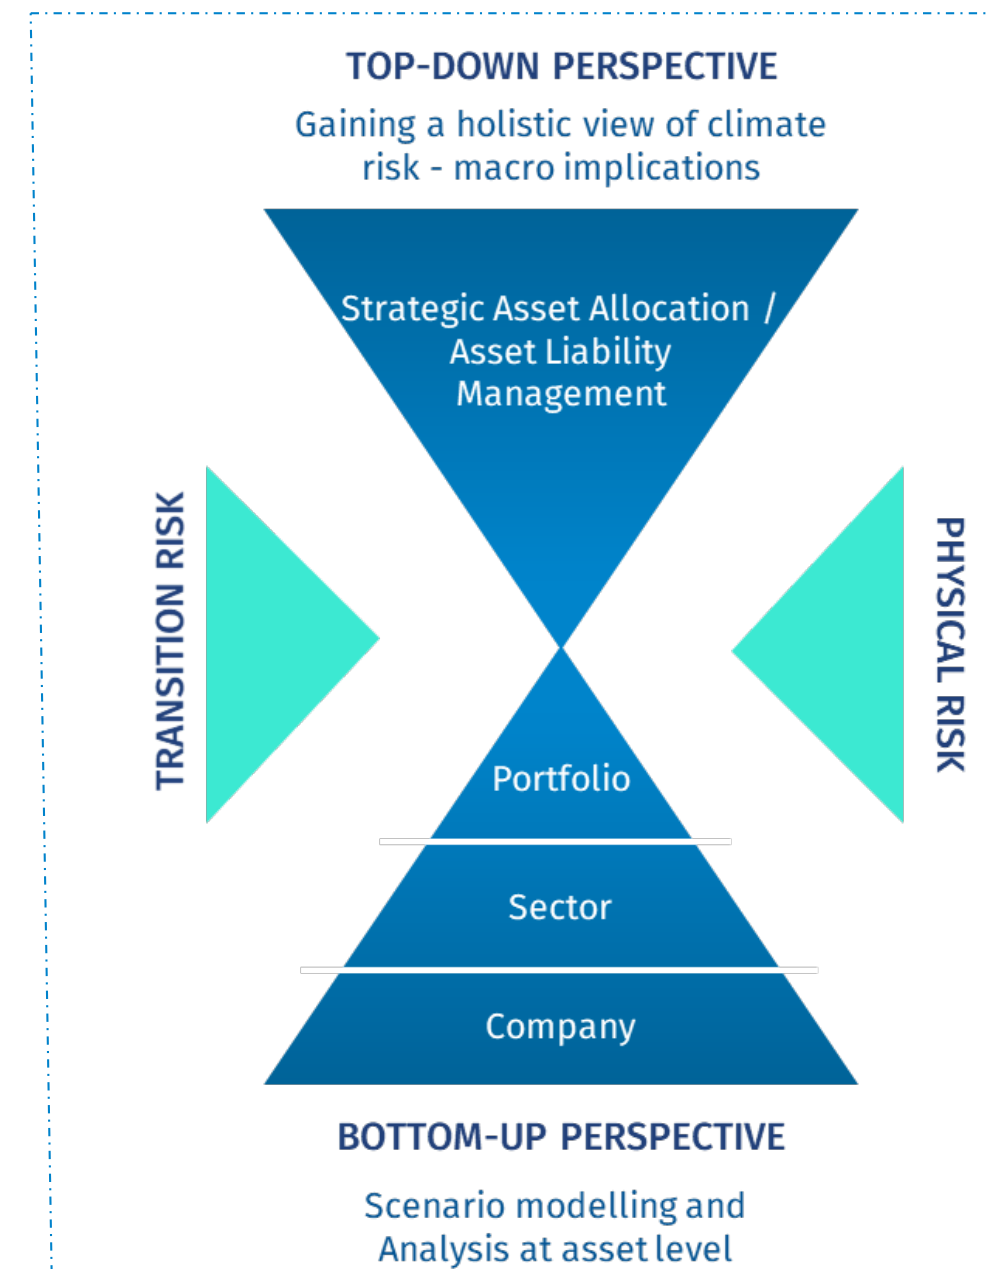 TOP-DOWN PERSPECTIVE
Gaining a holistic view of climate
risk - macro implications
Strategic Asset Allocation /
Asset Liability
Management
TRANSITION RISK
PHYSICAL RISK
Portfolio
Sector
Company
BOTTOM-UP PERSPECTIVE
Scenario modelling and
Analysis at asset level